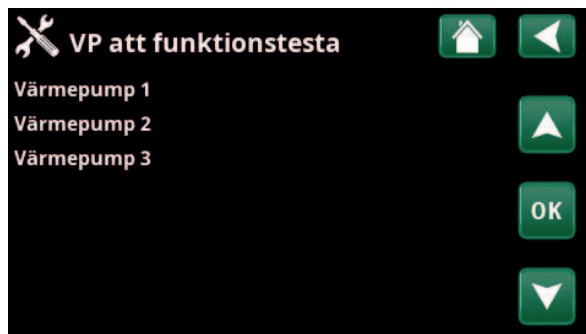 VP att funktionstesta
Värmepump 1
Värmepump 2
Värmepump 3
OK